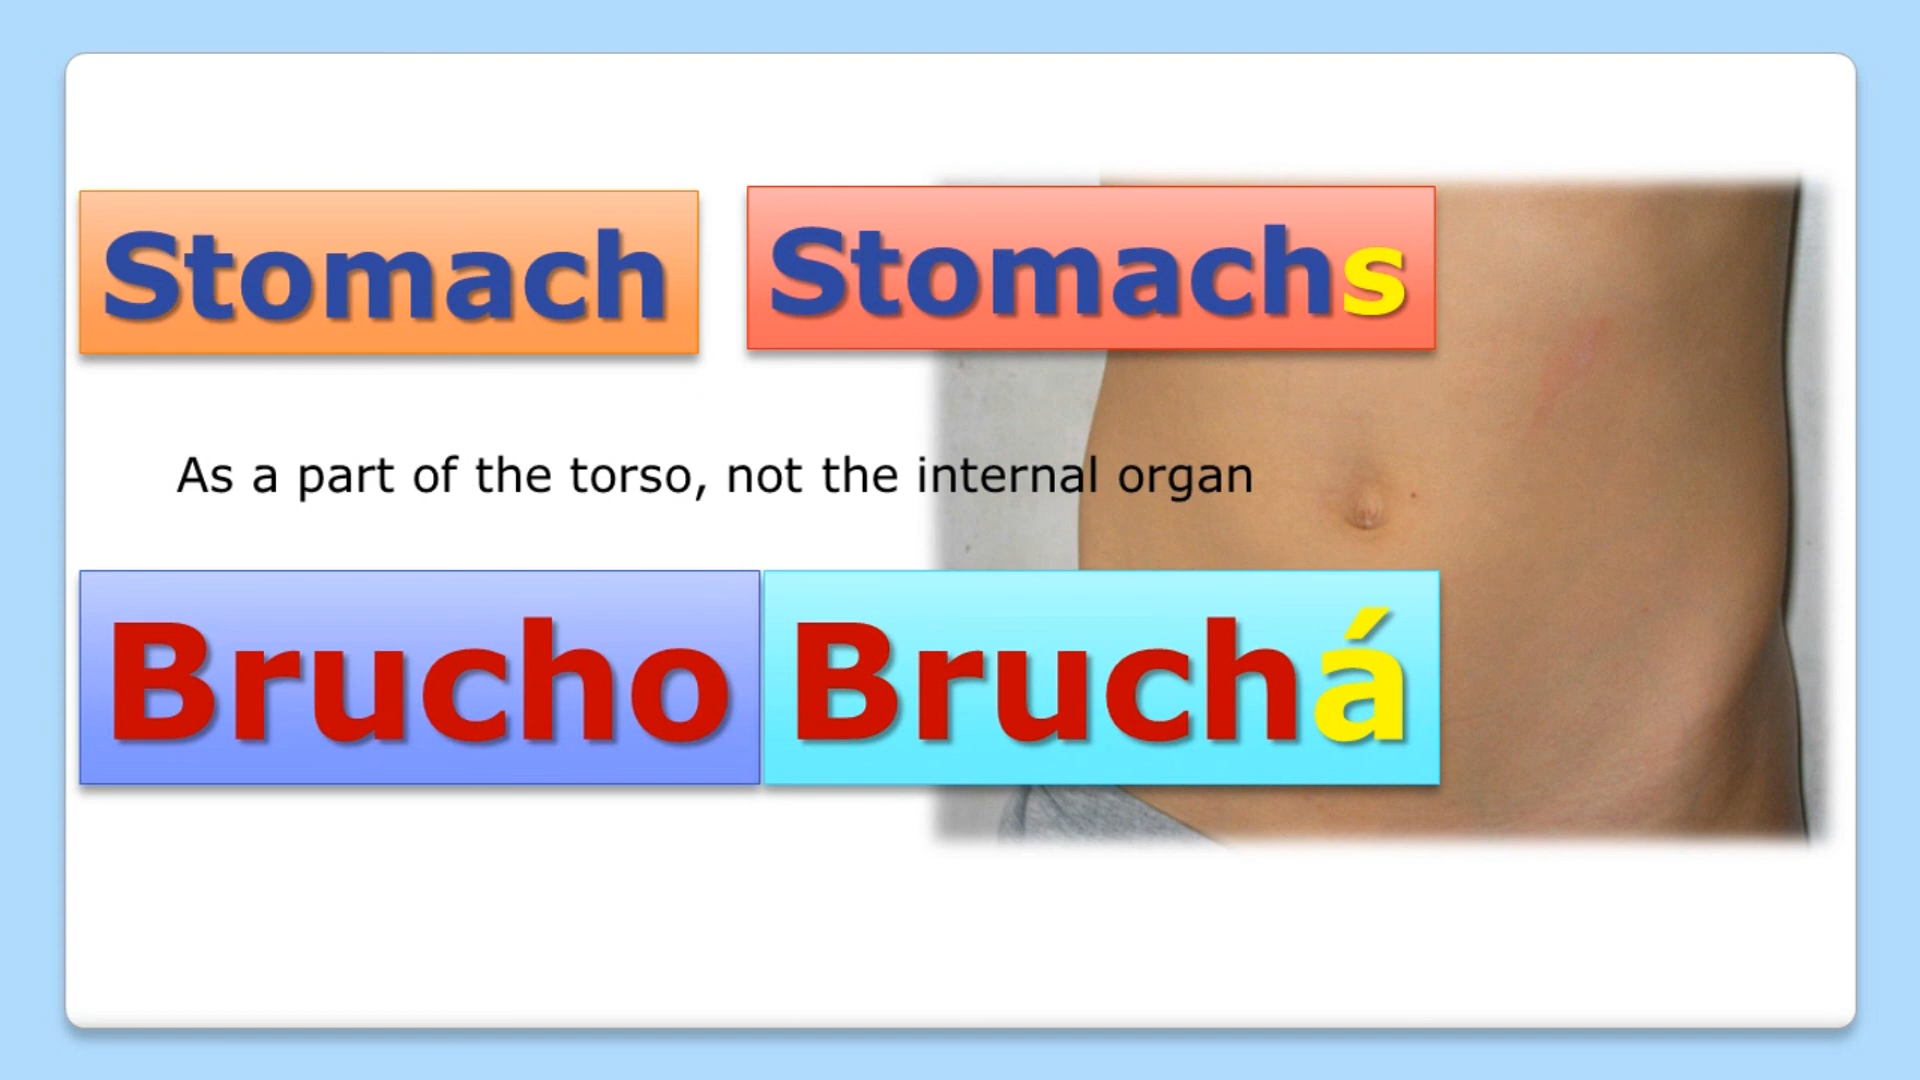 Stomach Stomachs
As a part of the torso, not the internal organ
Brucho Bruchá